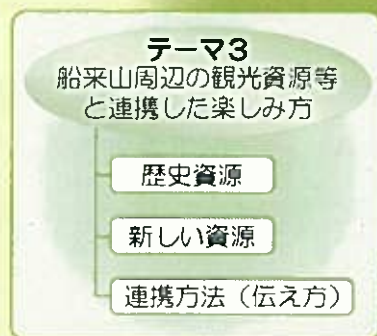 テーマ3
船来山周辺の観光資源等
と連携した楽しみ方
歴史資源
新しい資源
連携方法（伝え方）